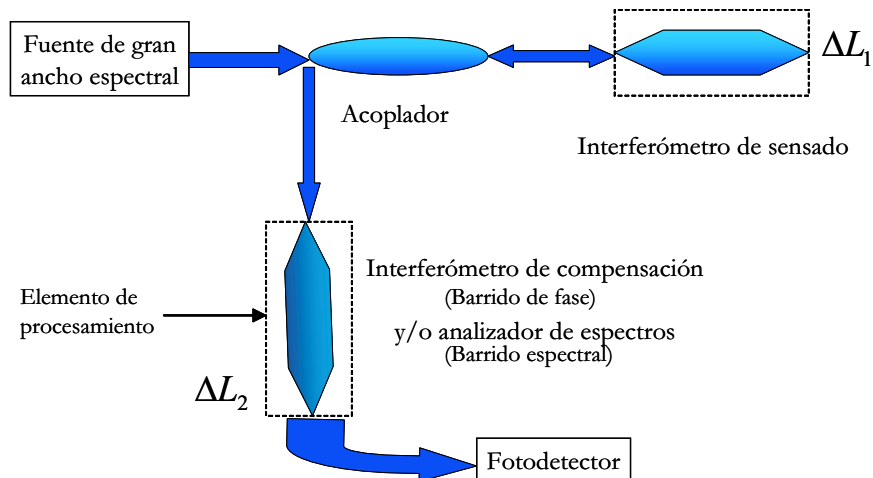 Fuente de gran
ancho espectral
Acoplador
ΔL₁
Interferómetro de sensado
Elemento de
procesamiento
Interferómetro de compensación
(Barrido de fase)
y/o analizador de espectros
(Barrido espectral)
ΔL₂
Fotodetector